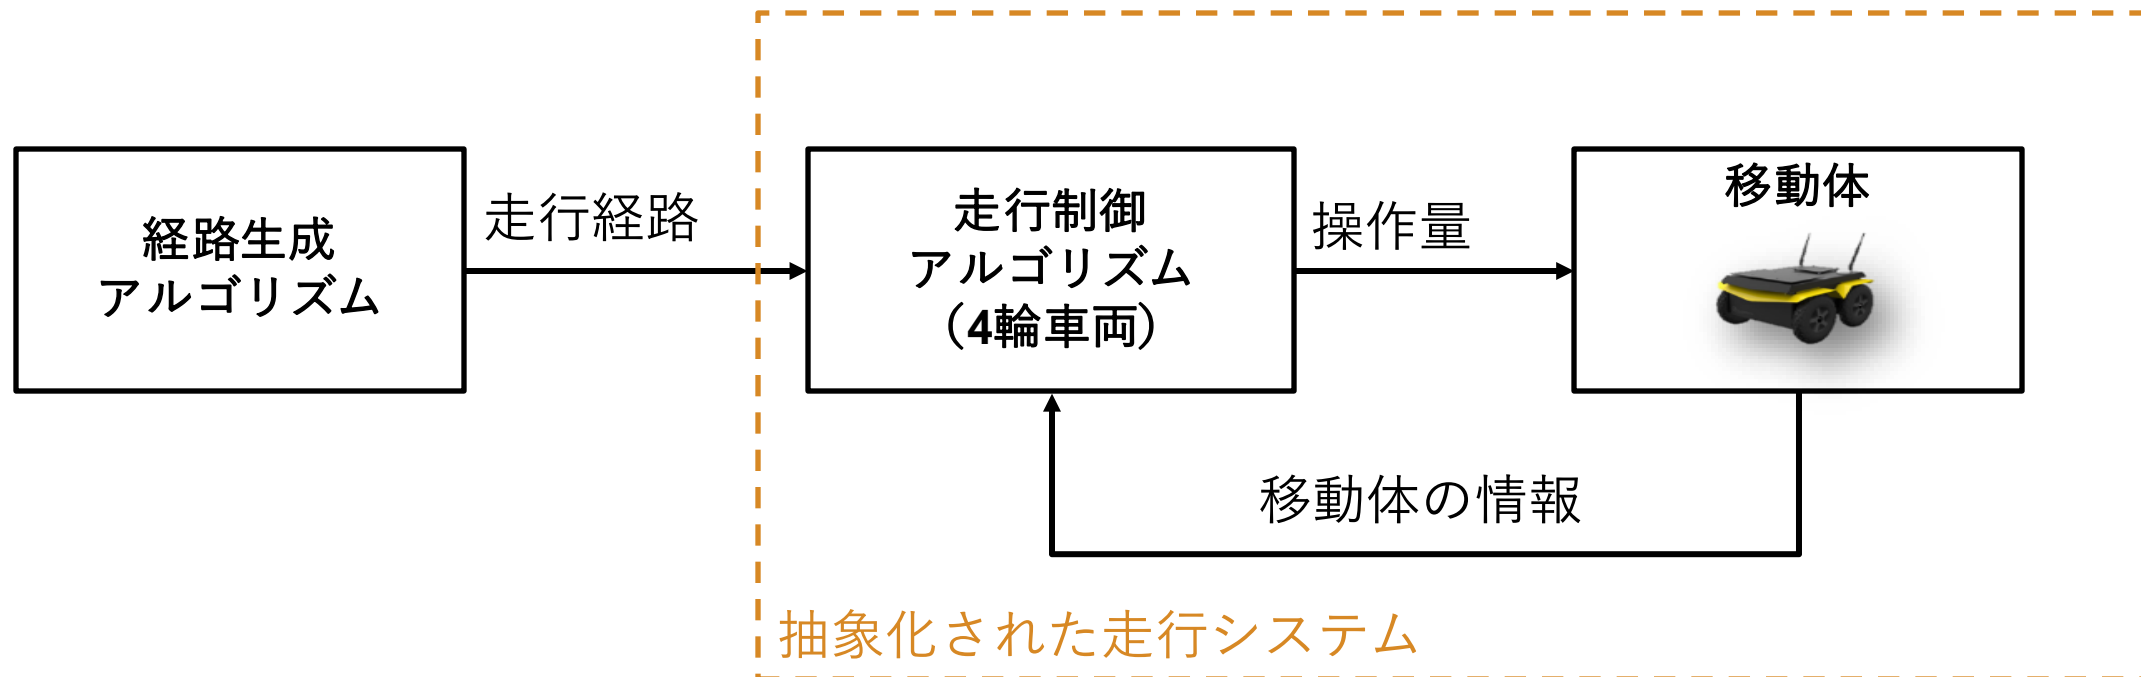 経路生成
アルゴリズム
走行経路
走行制御
アルゴリズム
（4輪車両）
操作量
移動体
移動体の情報
抽象化された走行システム